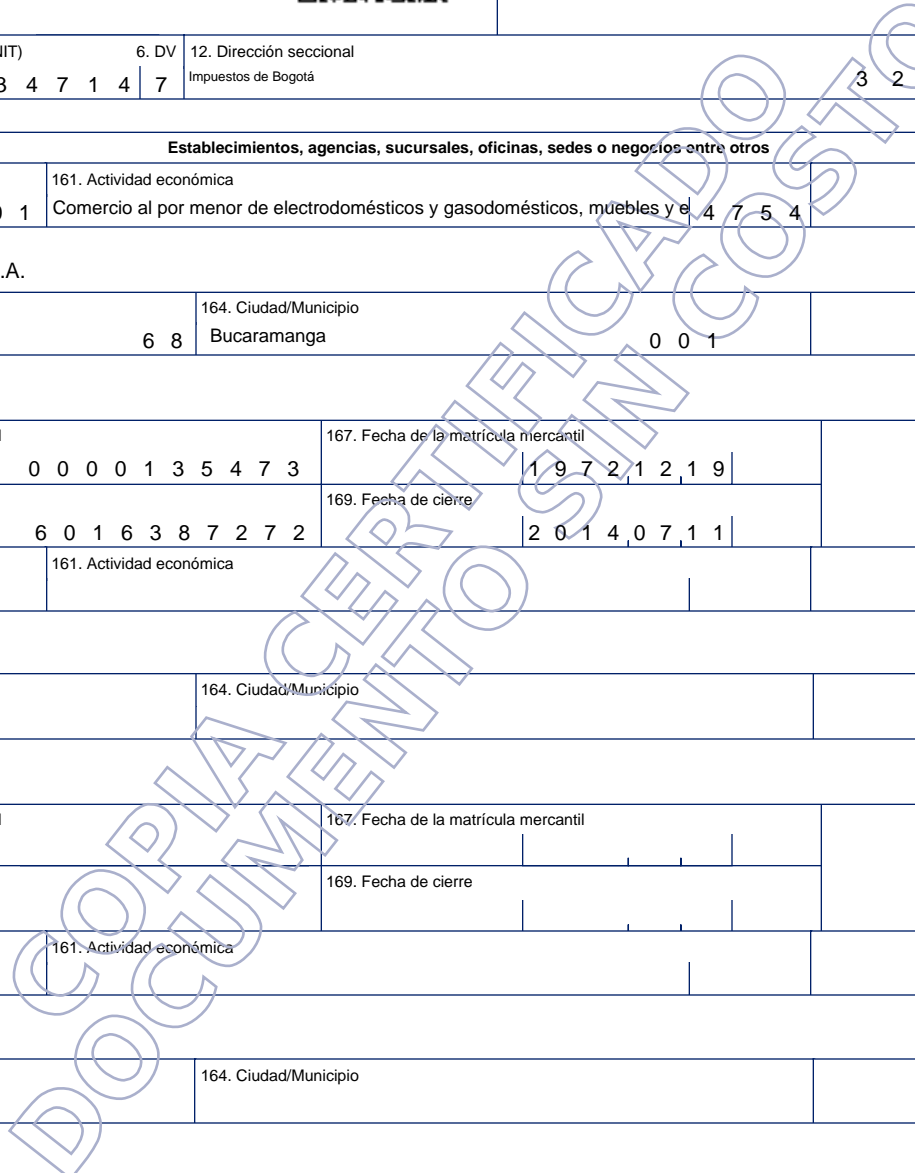 6. DV 12. Dirección seccional
4 7 1 4 7 Impuestos de Bogotá 3 2
Establecimientos, agencias, sucursales, oficinas, sedes o negocios entre otros
161. Actividad económica
1 Comercio al por menor de electrodomésticos y gasodomésticos, muebles y e 4 7 5 4
.A.
164. Ciudad/Municipio
6 8 Bucaramanga 0 0 1
167. Fecha de la matrícula mercantil
0 0 0 0 1 3 5 4 7 3 1 9 7 2 1 2 1 9
169. Fecha de cierre
6 0 1 6 3 8 7 2 7 2 2 0 1 4 0 7 1 1
161. Actividad económica
164. Ciudad/Municipio
167. Fecha de la matrícula mercantil
169. Fecha de cierre
161. Actividad económica
164. Ciudad/Municipio
COPIA CERTIFICADO
DOCUMENTO SIN COSTO